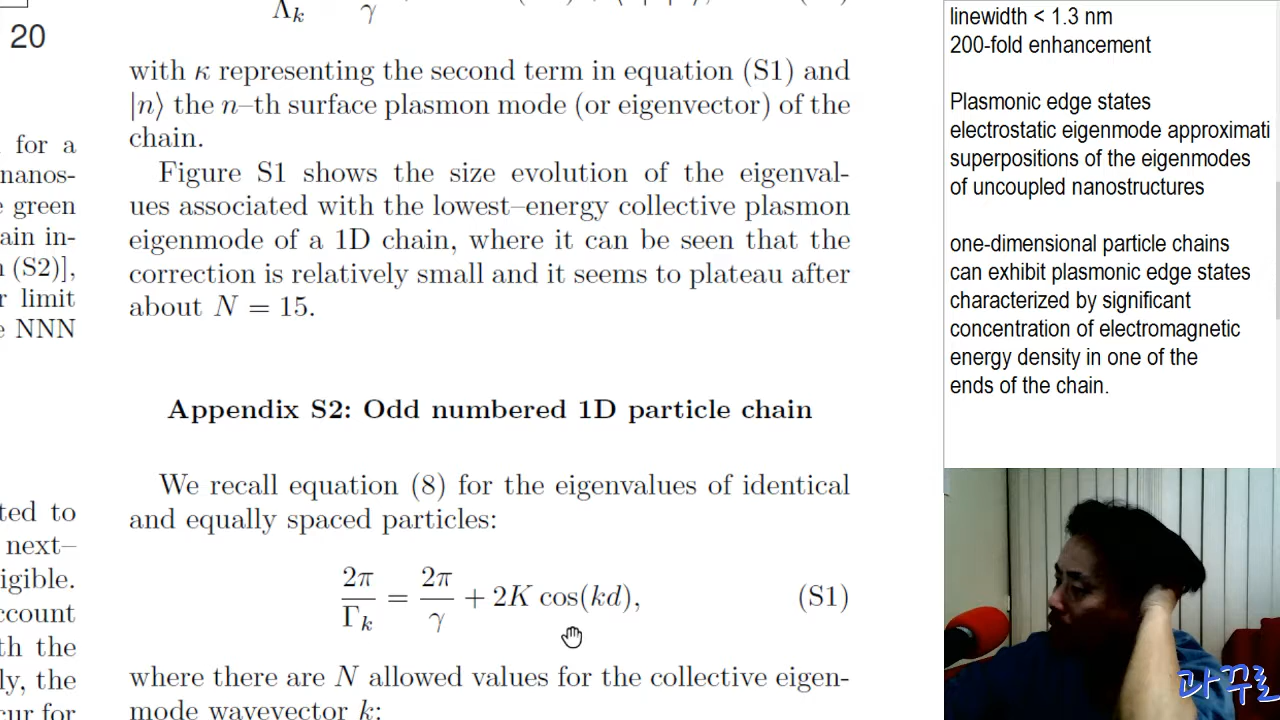 20
for a
nanos-
e green
ain in-
n (S2)],
r limit
e NNN
ted to
next–
igible.
ccount
th the
ly, the
cur for
Λk γ
with κ representing the second term in equation (S1) and
|n⟩ the n–th surface plasmon mode (or eigenvector) of the
chain.
Figure S1 shows the size evolution of the eigenval-
ues associated with the lowest–energy collective plasmon
eigenmode of a 1D chain, where it can be seen that the
correction is relatively small and it seems to plateau after
about N = 15.
Appendix S2: Odd numbered 1D particle chain
We recall equation (8) for the eigenvalues of identical
and equally spaced particles:
2π/Γk = 2π/γ + 2K cos(kd), (S1)
where there are N allowed values for the collective eigen-
mode wavevector k:
linewidth < 1.3 nm
200-fold enhancement
Plasmonic edge states
electrostatic eigenmode approximati
superpositions of the eigenmodes
of uncoupled nanostructures
one-dimensional particle chains
can exhibit plasmonic edge states
characterized by significant
concentration of electromagnetic
energy density in one of the
ends of the chain.
과꾸로